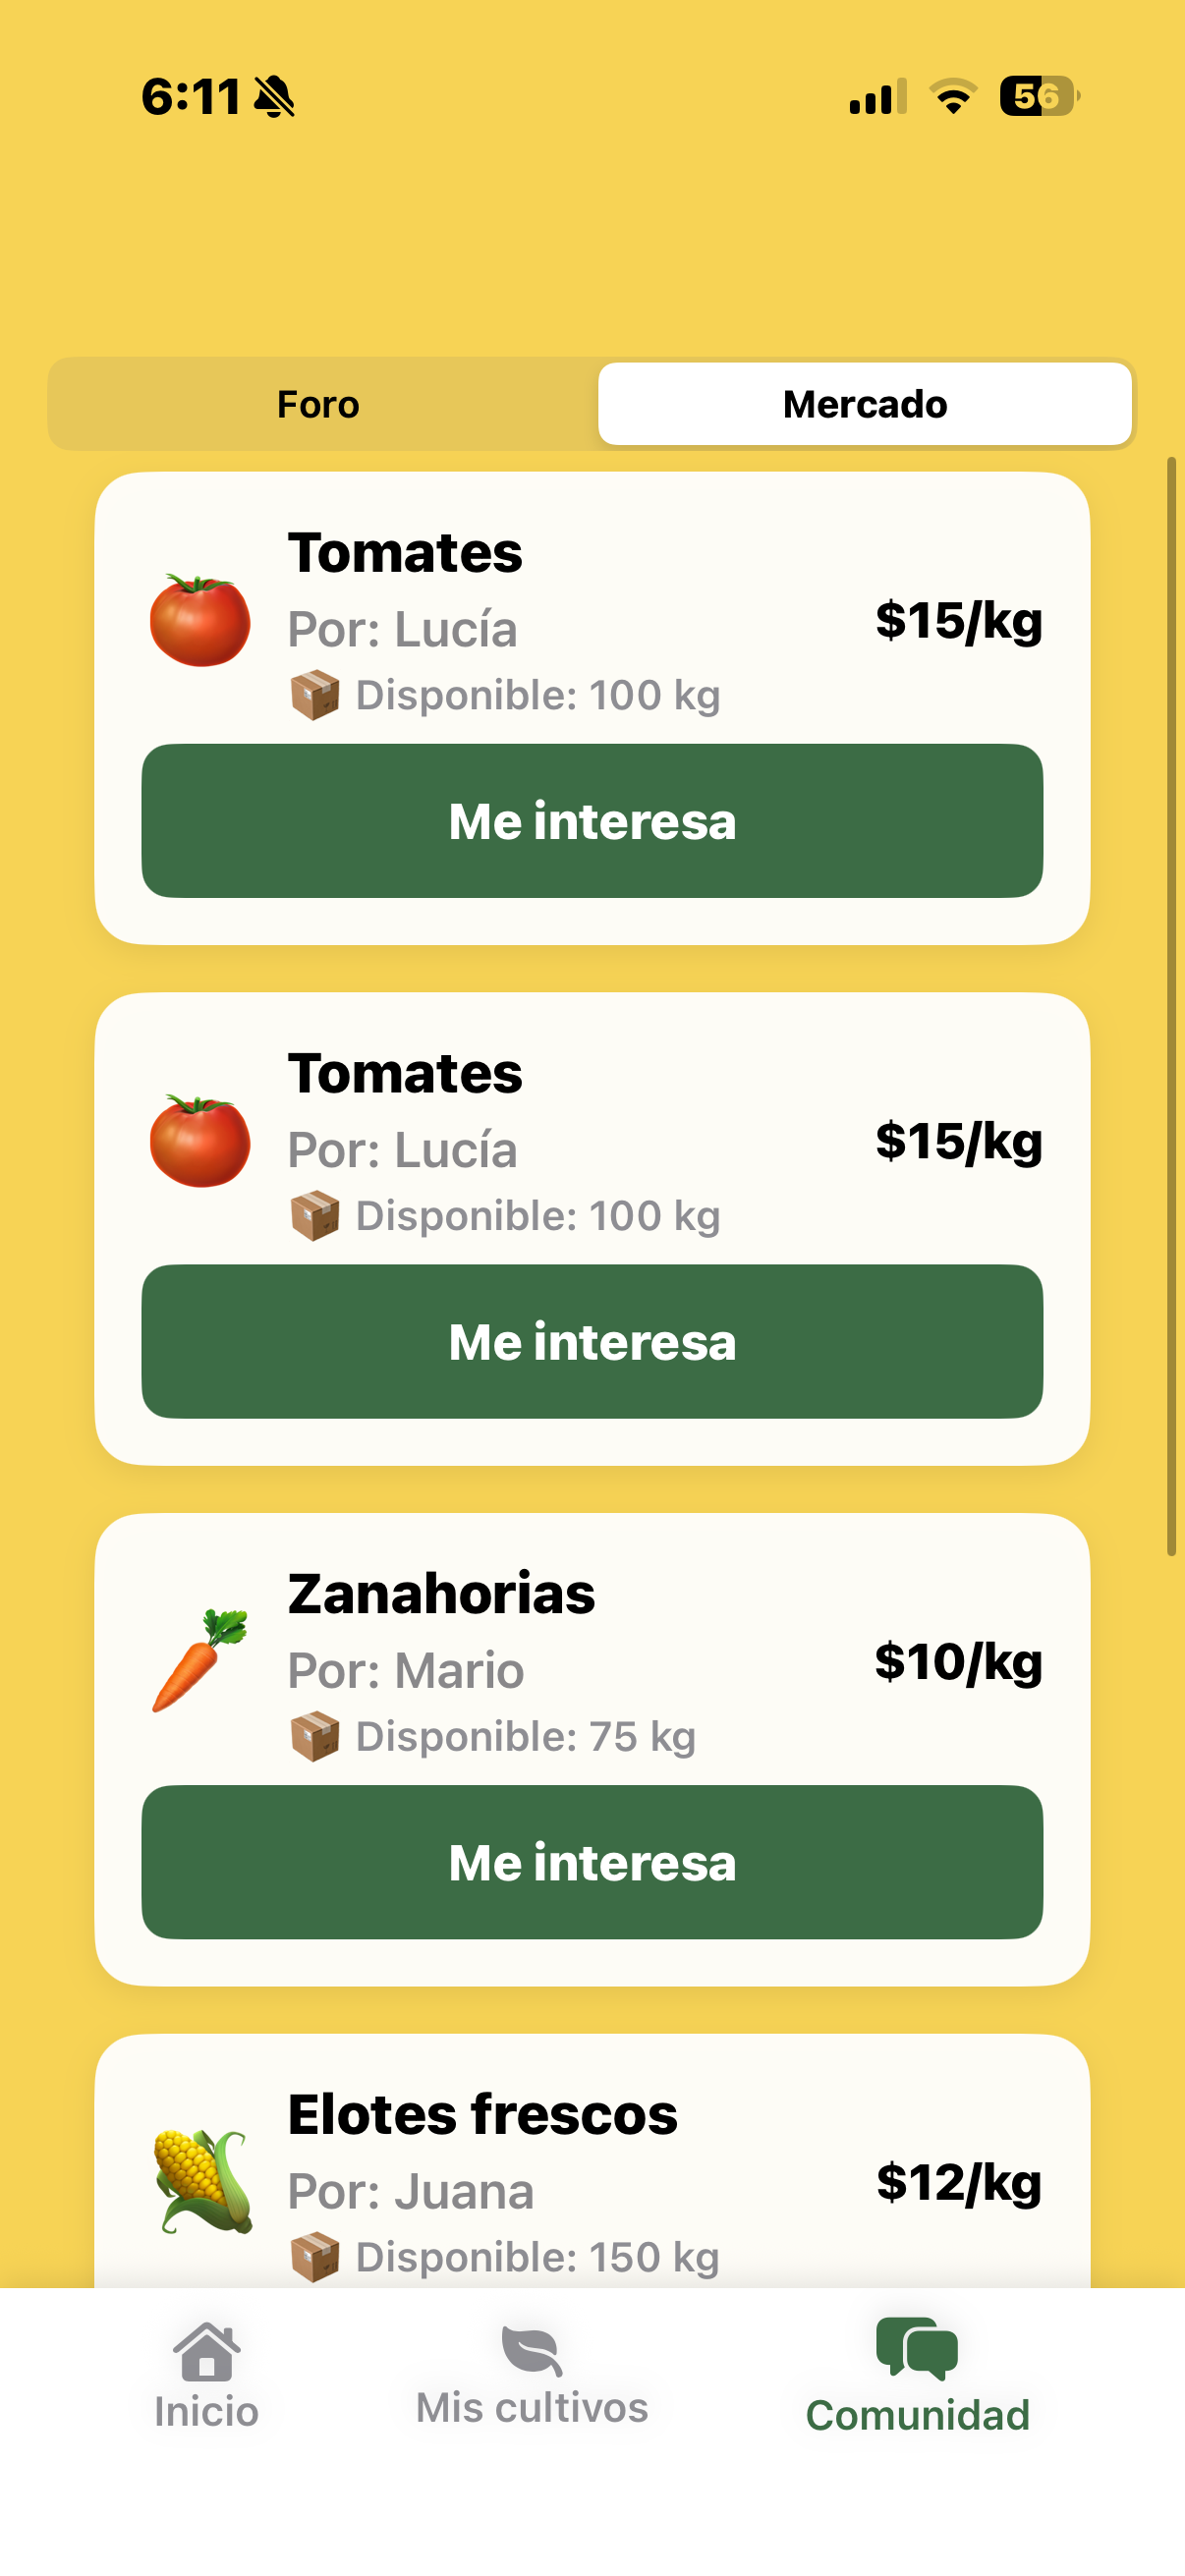 6:11
56
Foro
Mercado
Tomates
Por: Lucía
$15/kg
Disponible: 100 kg
Me interesa
Tomates
Por: Lucía
$15/kg
Disponible: 100 kg
Me interesa
Zanahorias
Por: Mario
$10/kg
Disponible: 75 kg
Me interesa
Elotes frescos
Por: Juana
$12/kg
Disponible: 150 kg
Inicio
Mis cultivos
Comunidad